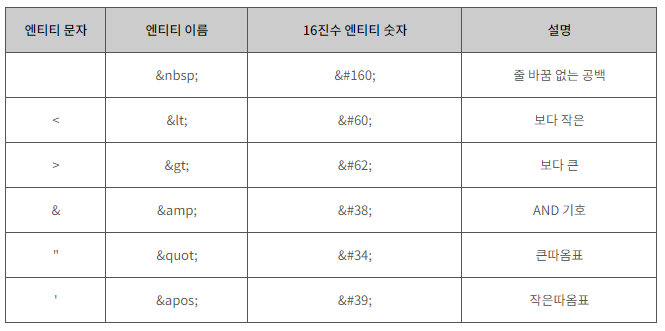 엔티티 문자 엔티티 이름 16진수 엔티티 숫자 설명
&nbsp; &#160; 줄 바꿈 없는 공백
< &lt; &#60; 보다 작은
> &gt; &#62; 보다 큰
& &amp; &#38; AND 기호
" &quot; &#34; 큰따옴표
' &apos; &#39; 작은따옴표